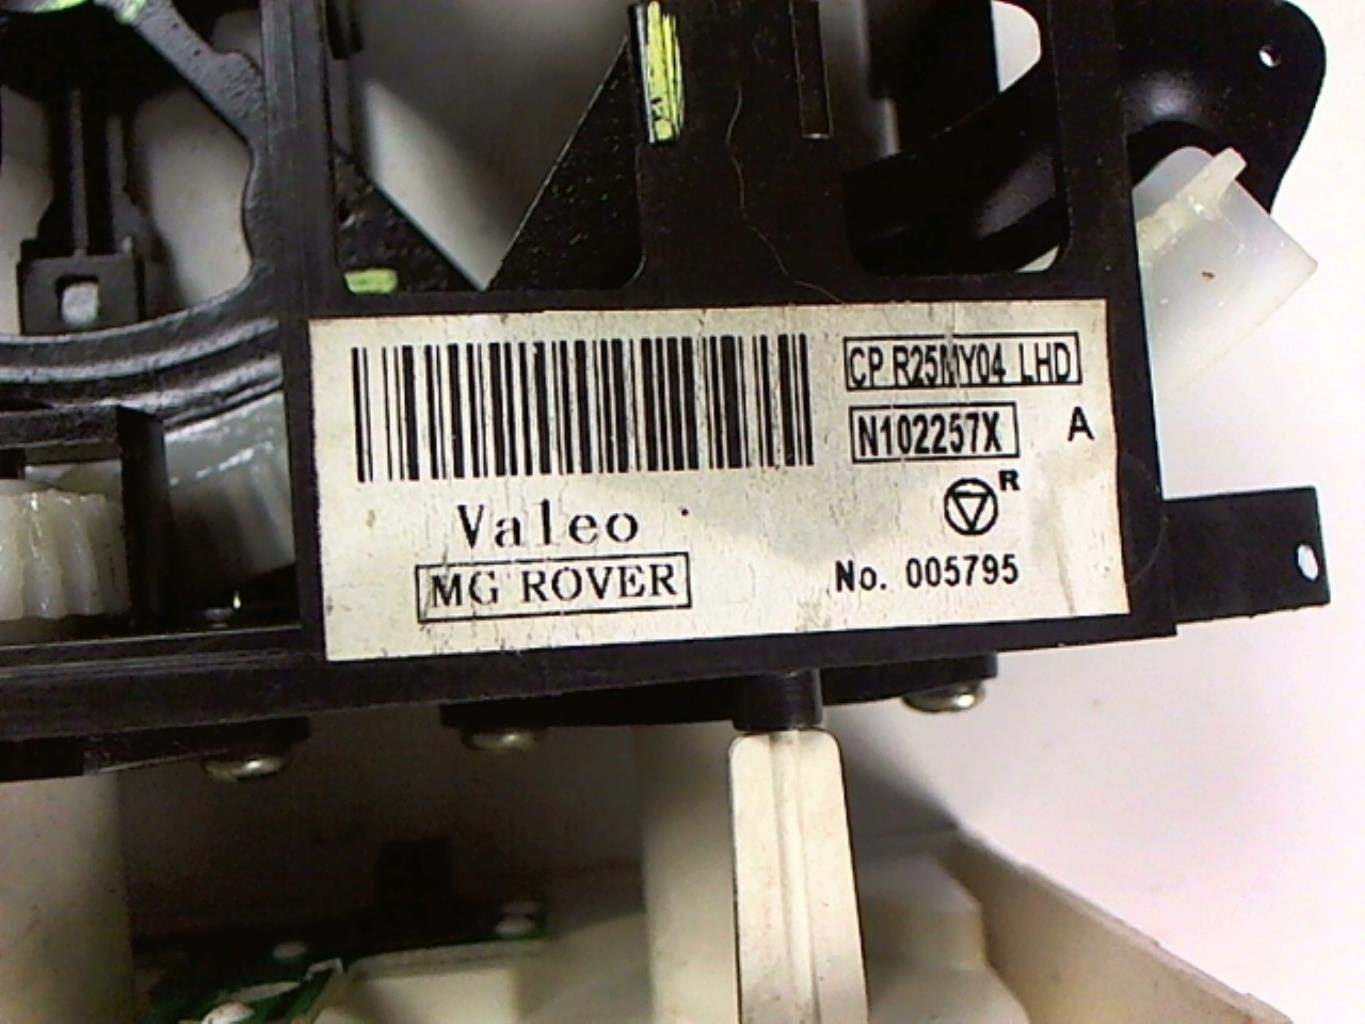 CP R25MY04 LHD
N102257X A
R
Valeo
MG ROVER
No. 005795